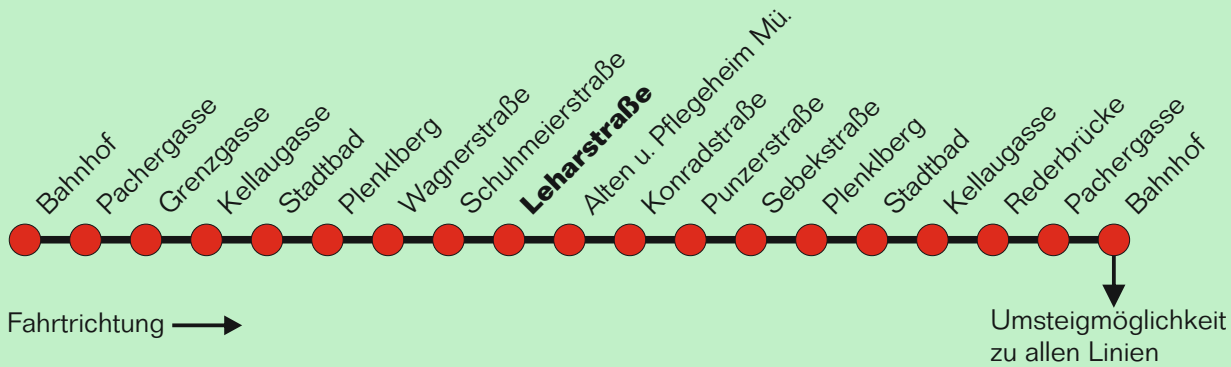 Bahnhof
Pachergasse
Grenzgasse
Kellaugasse
Stadtbad
Plenklberg
Wagnerstraße
Schuhmeierstraße
Leharstraße
Alten u. Pflegeheim Mü.
Konradstraße
Punzerstraße
Sebekstraße
Plenklberg
Stadtbad
Kellaugasse
Rederbrücke
Pachergasse
Bahnhof
Fahrtrichtung
Umsteigmöglichkeit
zu allen Linien